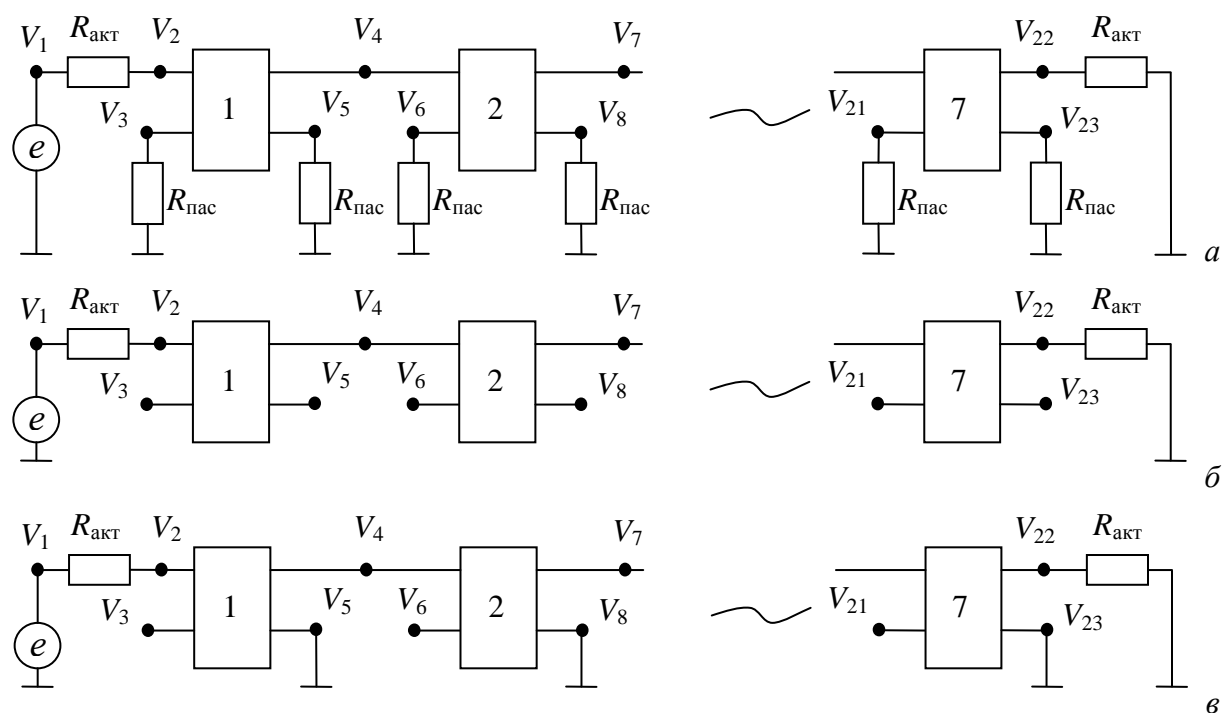 V1 Rакт V2 V4 V7 V22 Rакт
V3 1 V5 V6 2 V8 V21 7 V23
e
Rпас Rпас Rпас Rпас Rпас Rпас
а
V1 Rакт V2 V4 V7 V22 Rакт
V3 1 V5 V6 2 V8 V21 7 V23
e
б
V1 Rакт V2 V4 V7 V22 Rакт
V3 1 V5 V6 2 V8 V21 7 V23
e
в